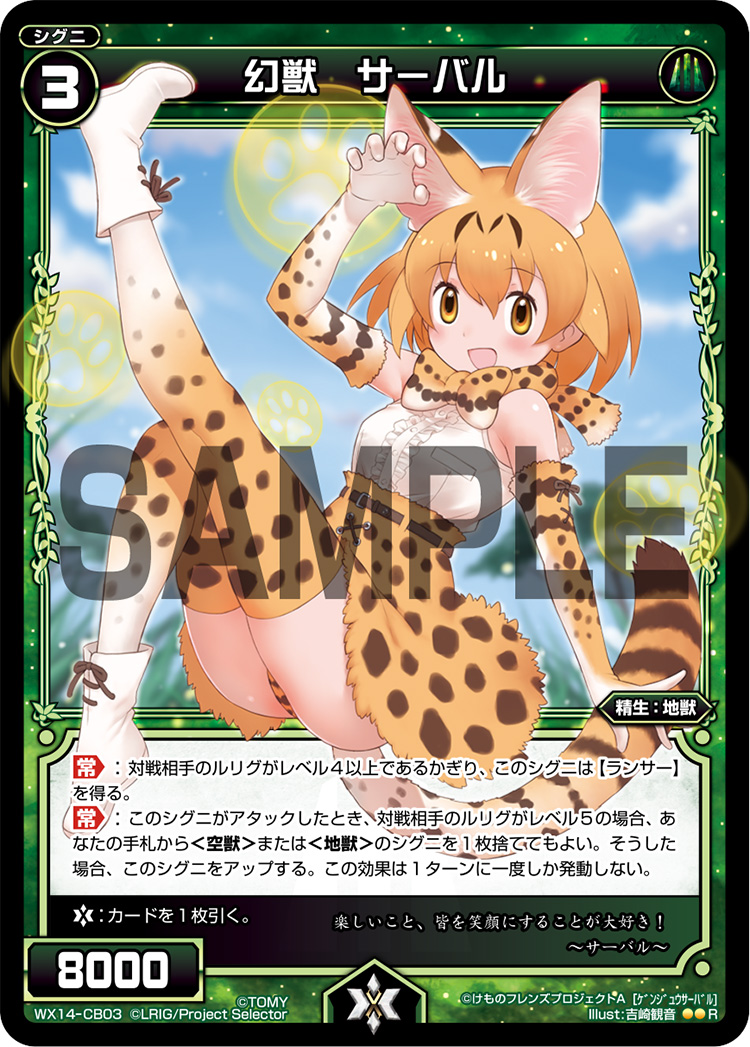 シグニ
3
幻獣 サーバル
SAMPLE
精生：地獣
常：対戦相手のルリグがレベル４以上であるかぎり、このシグニは【ランサー】
を得る。
常：このシグニがアタックしたとき、対戦相手のルリグがレベル５の場合、あ
なたの手札から<空獣>または<地獣>のシグニを１枚捨ててもよい。そうした
場合、このシグニをアップする。この効果は１ターンに一度しか発動しない。
：カードを１枚引く。
楽しいこと、皆を笑顔にすることが大好き！
～サーバル～
8000
©TOMY
WX14-CB03 ©LRIG/Project Selector
©けものフレンズプロジェクトA [ｹﾞﾝｼﾞｭｳサｰﾊﾞﾙ]
Illust:吉崎観音 R